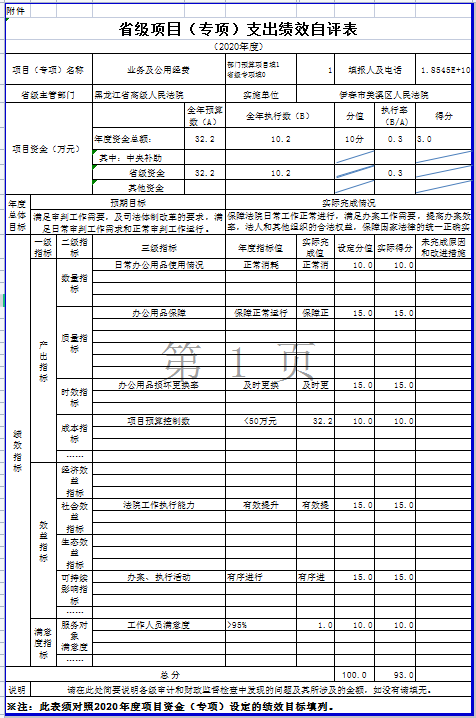 附件
省级项目（专项）支出绩效自评表
（2020年度）
项目（专项）名称 业务及公用经费 部门预算项目填1 省级专项填0 1 填报人及电话 1.8545E+10
省级主管部门 黑龙江省高级人民法院 实施单位 伊春市美溪区人民法院
项目资金（万元） 全年预算数（A） 全年执行数（B） 分值 执行率（B/A） 得分
年度资金总额： 32.2 10.2 10分 0.3 3.0
其中：中央补助
省级资金 32.2 10.2 0.3
其他资金
年度总体目标 预期目标 实际完成情况
满足审判工作需要，及司法体制改革的要求，满足日常审判工作需求和正常审判工作运行。 保障法院日常工作正常进行，满足办案工作需要，提高办案效率，法人和其他组织的合法权益，保障国家法律的统一正确实
绩效指标 一级指标 二级指标 三级指标 年度指标值 实际完成值 设定分值 实际得分 未完成原因和改进措施
产出指标 数量指标 日常办公用品使用情况 正常消耗 正常消 10.0 10.0
质量指标 办公用品保障 保障正常运行 保障正 15.0 15.0
第 1 页
时效指标 办公用品损坏更换率 及时更换 及时更 15.0 15.0
成本指标 项目预算控制数 <50万元 32.2 10.0 10.0
……
效益指标 经济效益指标
社会效益指标 法院工作执行能力 有效提升 有效提 15.0 15.0
生态效益指标
可持续影响指标 办案、执行活动 有序进行 有序进 15.0 15.0
……
满意度指标 服务对象满意度 工作人员满意度 >95% 1.0 10.0 10.0
总分 100.0 93.0
说明 请在此处简要说明各级审计和财政监督检查中发现的问题及其所涉及的金额，如没有请填无。
※注：此表须对照2020年度项目资金（专项）设定的绩效目标填列。